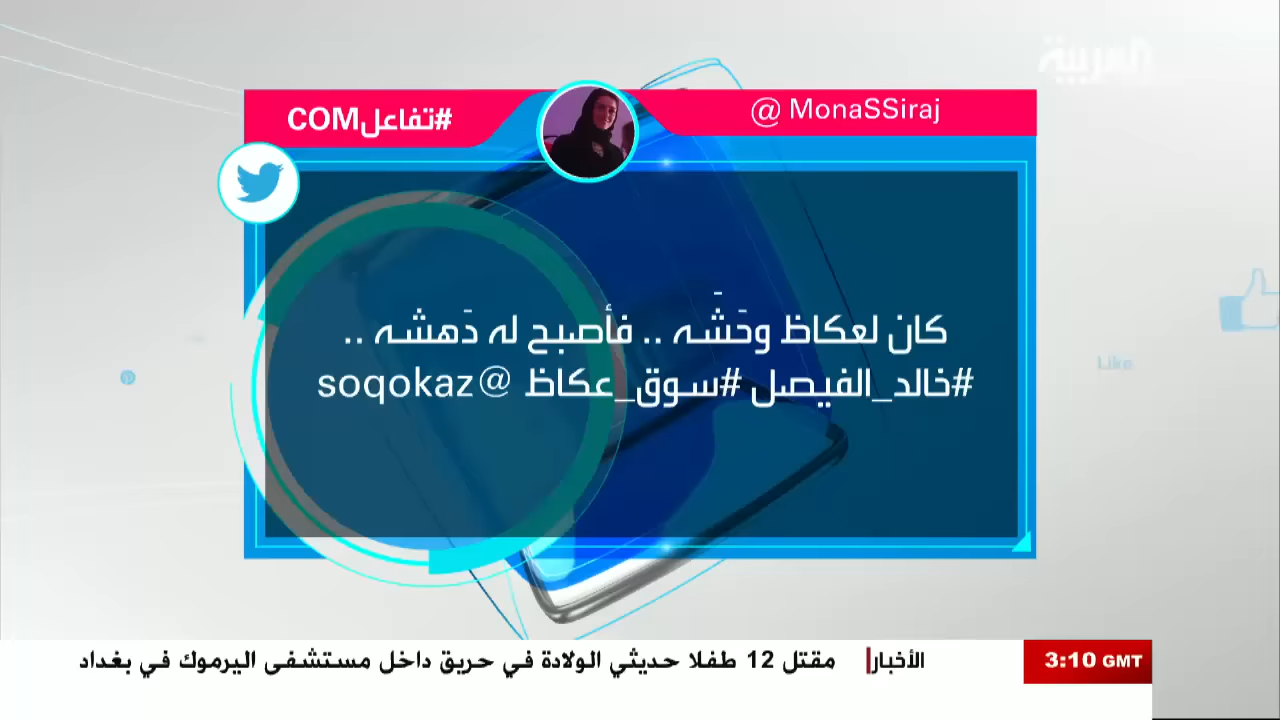 العربية
#تفاعلCOM
@ MonaSSiraj
كان لعكاظ وحَشَه .. فأصبح له دَهشه ..
#خالد_الفيصل #سوق_عكاظ @soqokaz
Like
3:10 GMT
الأخبار مقتل 12 طفلا حديثي الولادة في حريق داخل مستشفى اليرموك في بغداد